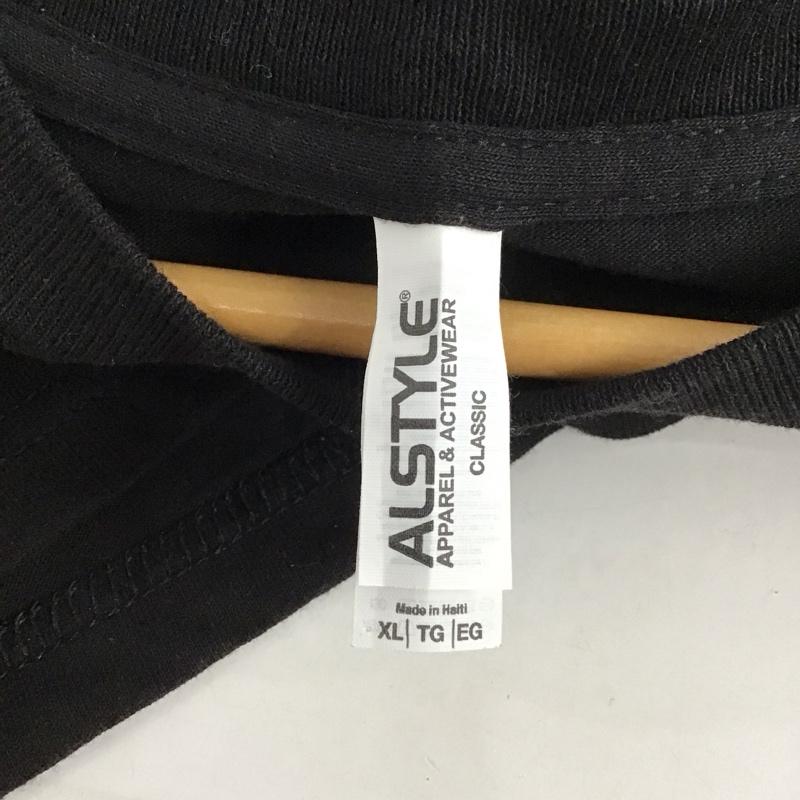 ALSTYLE®
APPAREL & ACTIVEWEAR
CLASSIC
Made in Haiti
XL| TG |EG